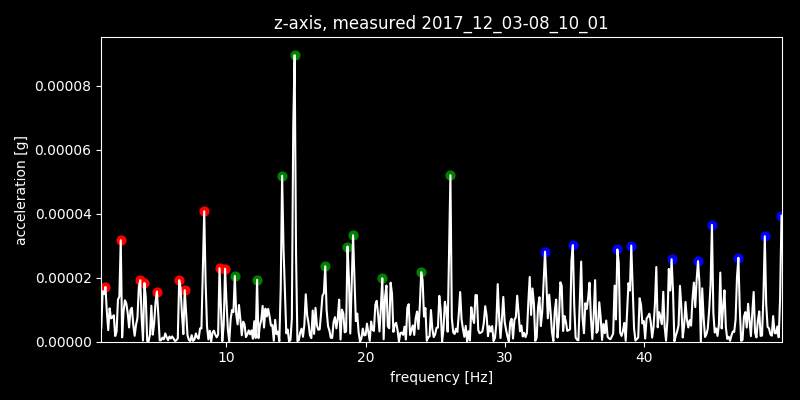 z-axis, measured 2017_12_03-08_10_01
0.00008
0.00006
0.00004
0.00002
0.00000
acceleration [g]
10 20 30 40
frequency [Hz]